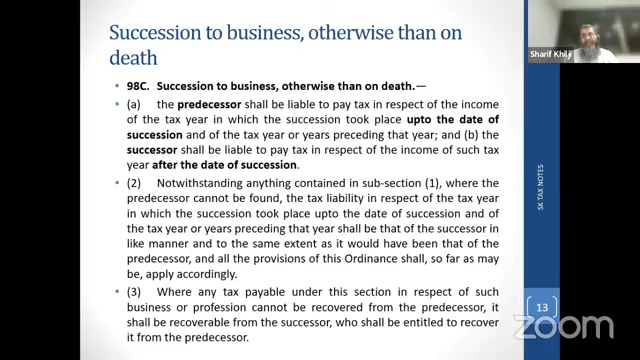 Succession to business, otherwise than on
death
• 98C. Succession to business, otherwise than on death.—
• (a) the predecessor shall be liable to pay tax in respect of the income
of the tax year in which the succession took place upto the date of
succession and of the tax year or years preceding that year; and (b) the
successor shall be liable to pay tax in respect of the income of such tax
year after the date of succession.
• (2) Notwithstanding anything contained in sub-section (1), where the
predecessor cannot be found, the tax liability in respect of the tax year
in which the succession took place upto the date of succession and of
the tax year or years preceding that year shall be that of the successor in
like manner and to the same extent as it would have been that of the
predecessor, and all the provisions of this Ordinance shall, so far as may
be, apply accordingly.
• (3) Where any tax payable under this section in respect of such
business or profession cannot be recovered from the predecessor, it
shall be recoverable from the successor, who shall be entitled to recover
it from the predecessor.
SK TAX NOTES
13
Sharif Khilji
zoom